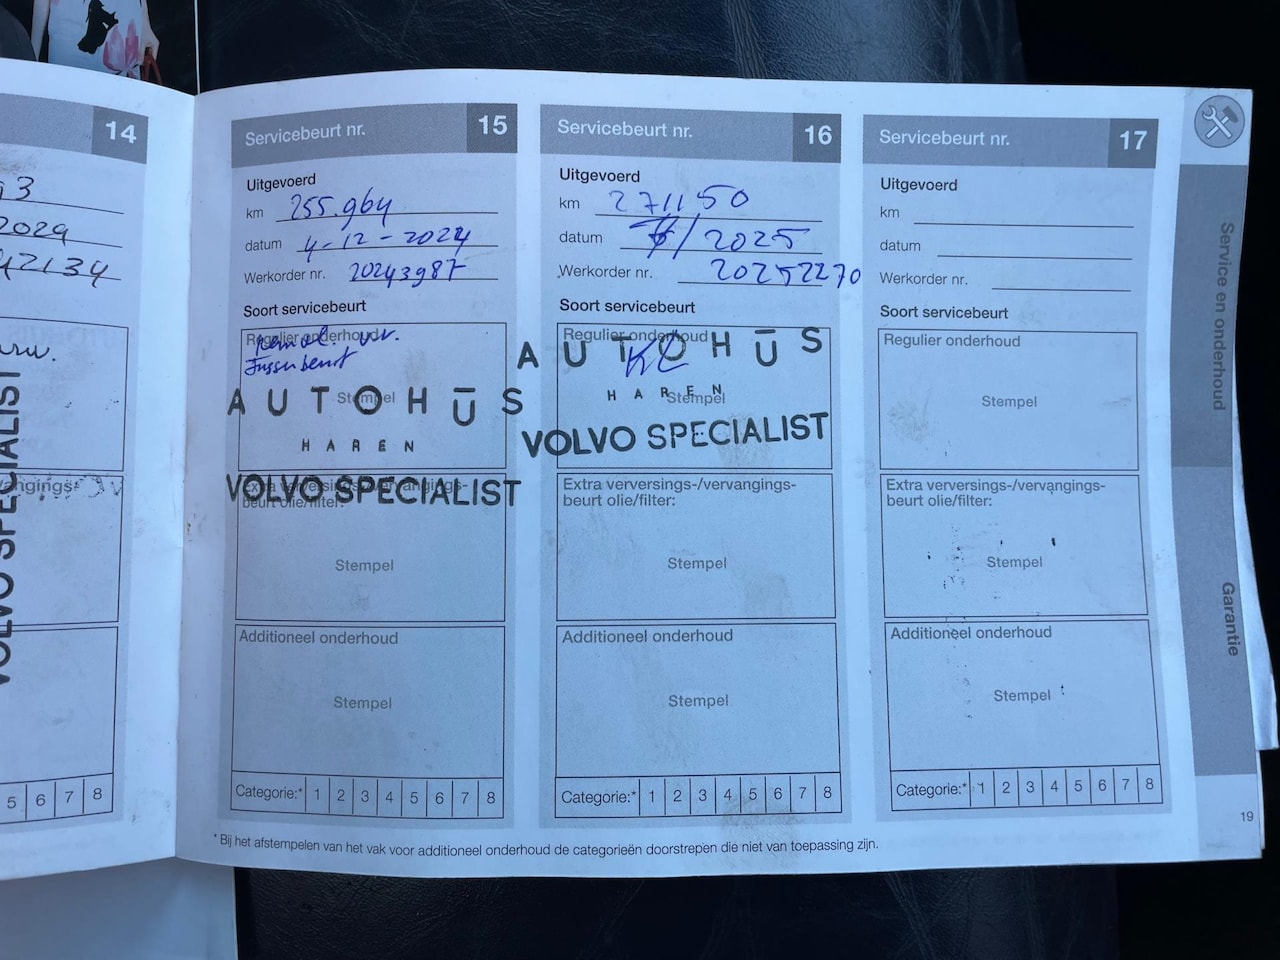 14
2024
42134
VOLVO SPECIALIST
5 6 7 8
Servicebeurt nr. 15
Uitgevoerd
km 255.964
datum 4-12-2024
Werkorder nr. 20243987
Soort servicebeurt
Regulier onderhoud
Tussenbeurt
Stempel
AUTOHŪS
HAREN
VOLVO SPECIALIST
Extra verversings-/vervangings-
beurt olie/filter:
Stempel
Additioneel onderhoud
Stempel
Categorie:* 1 2 3 4 5 6 7 8
Servicebeurt nr. 16
Uitgevoerd
km 271150
datum /2025
Werkorder nr. 20252270
Soort servicebeurt
Regulier onderhoud
Stempel
AUTOHŪS
HAREN
VOLVO SPECIALIST
Extra verversings-/vervangings-
beurt olie/filter:
Stempel
Additioneel onderhoud
Stempel
Categorie:* 1 2 3 4 5 6 7 8
Servicebeurt nr. 17
Uitgevoerd
km
datum
Werkorder nr.
Soort servicebeurt
Regulier onderhoud
Stempel
Extra verversings-/vervangings-
beurt olie/filter:
Stempel
Additioneel onderhoud
Stempel
Categorie:* 1 2 3 4 5 6 7 8
* Bij het afstempelen van het vak voor additioneel onderhoud de categorieën doorstrepen die niet van toepassing zijn.
Service en onderhoud
Garantie
19